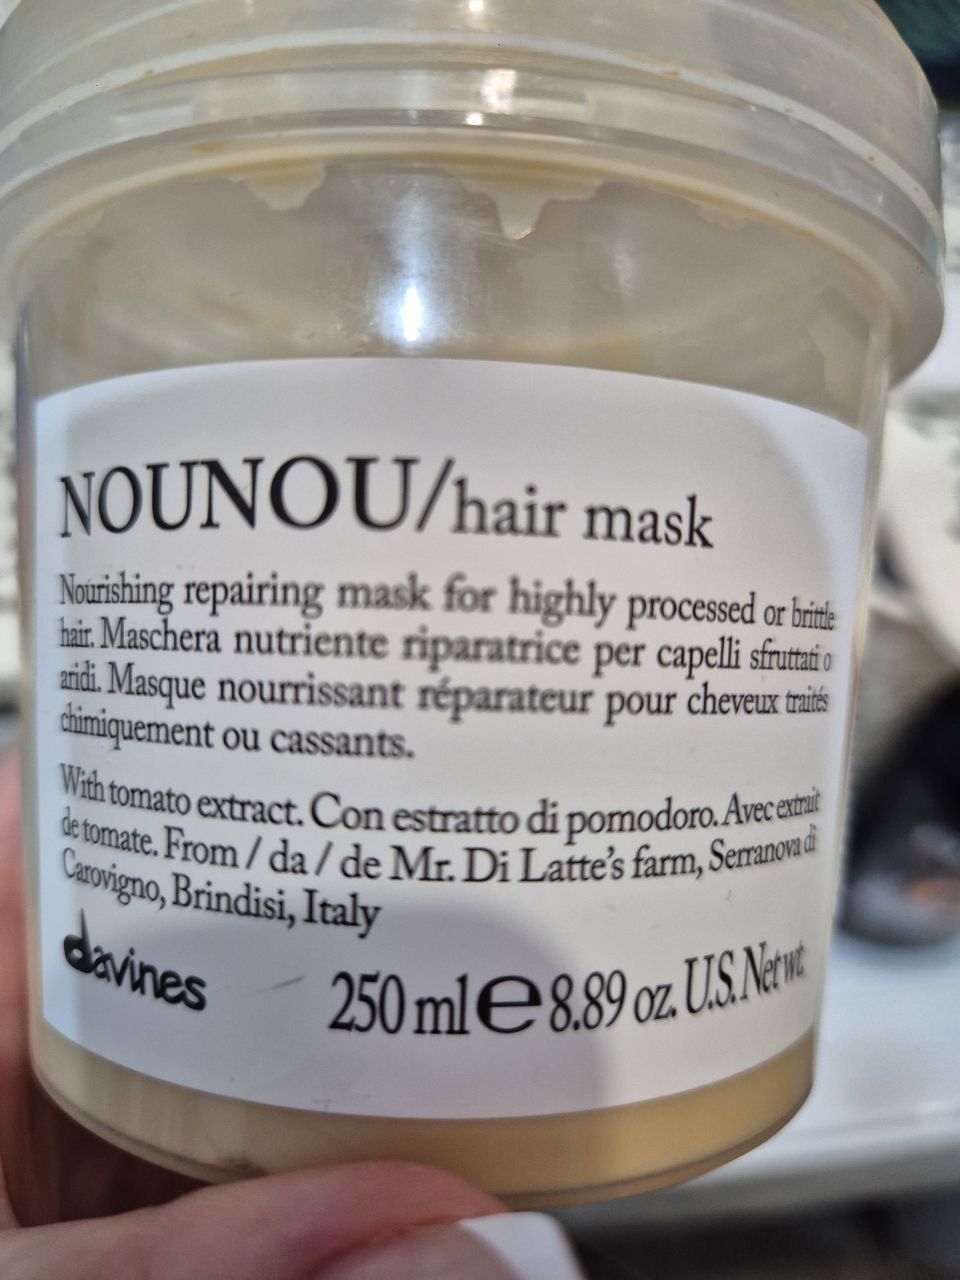 NOUNOU/hair mask
Nourishing repairing mask for highly processed or brittle
hair. Maschera nutriente riparatrice per capelli sfruttati o
aridi. Masque nourrissant réparateur pour cheveux traités
chimiquement ou cassants.
With tomato extract. Con estratto di pomodoro. Avec extrait
de tomate. From / da / de Mr. Di Latte's farm, Serranova di
Carovigno, Brindisi, Italy
davines
250 ml e 8.89 oz. U.S. Net wt.